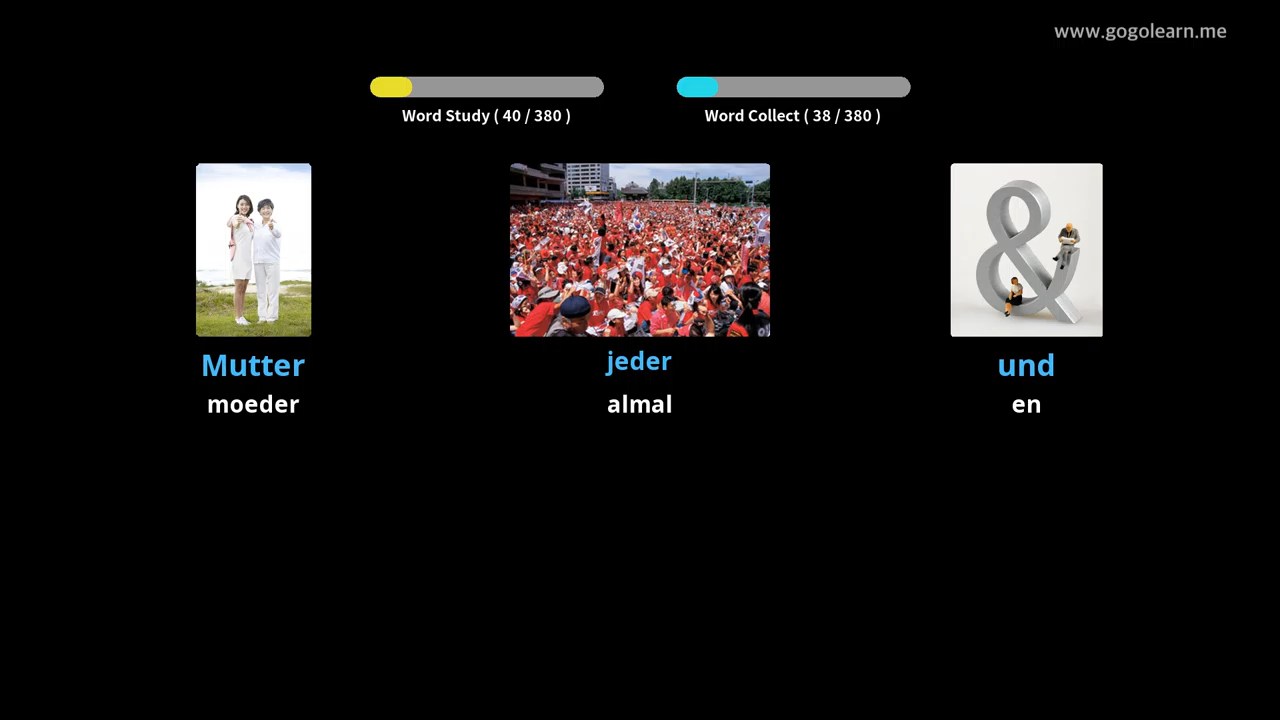 www.gogolearn.me
Word Study ( 40 / 380 )
Word Collect ( 38 / 380 )
Mutter
jeder
und
moeder
almal
en